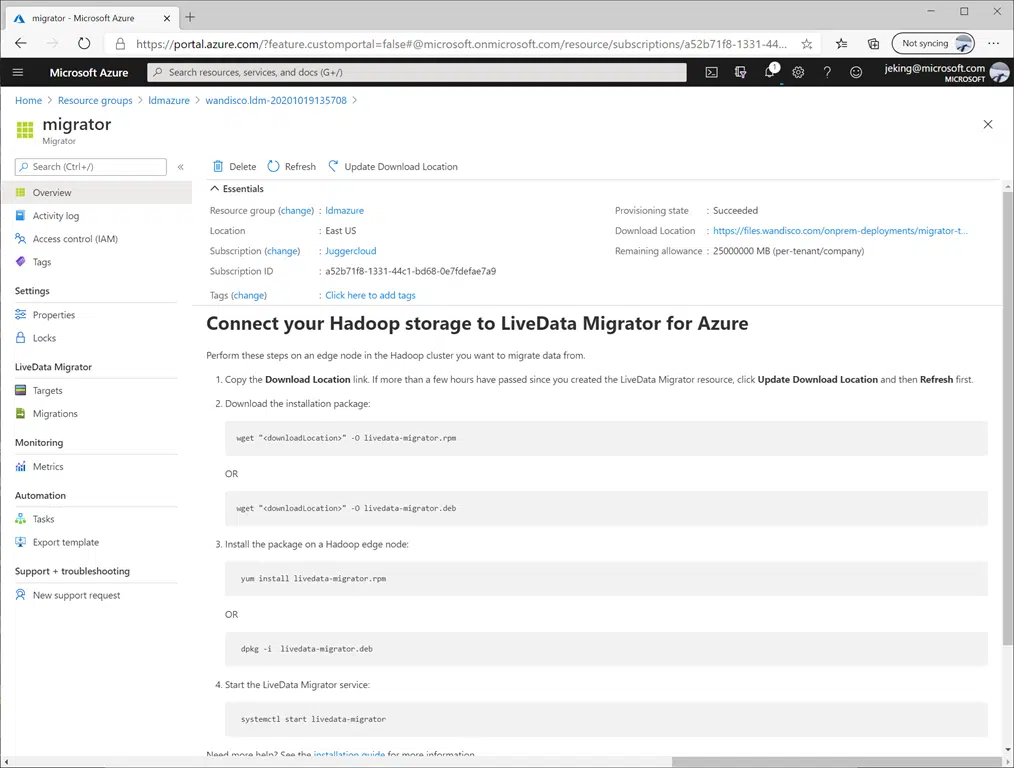 migrator - Microsoft Azure
https://portal.azure.com/?feature.customportal=false#@microsoft.onmicrosoft.com/resource/subscriptions/a52b71f8-1331-44...
Not syncing
Microsoft Azure
Search resources, services, and docs (G+/)
1
jeking@microsoft.com
MICROSOFT
Home > Resource groups > ldmazure > wandisco.ldm-20201019135708 >
migrator
Migrator
Search (Ctrl+/)
«
Overview
Activity log
Access control (IAM)
Tags
Settings
Properties
Locks
LiveData Migrator
Targets
Migrations
Monitoring
Metrics
Automation
Tasks
Export template
Support + troubleshooting
New support request
Delete
Refresh
Update Download Location
Essentials
Resource group (change) : ldmazure
Location : East US
Subscription (change) : Juggercloud
Subscription ID : a52b71f8-1331-44c1-bd68-0e7fdefae7a9
Tags (change) : Click here to add tags
Provisioning state : Succeeded
Download Location : https://files.wandisco.com/onprem-deployments/migrator-t...
Remaining allowance : 25000000 MB (per-tenant/company)
Connect your Hadoop storage to LiveData Migrator for Azure
Perform these steps on an edge node in the Hadoop cluster you want to migrate data from.
1. Copy the Download Location link. If more than a few hours have passed since you created the LiveData Migrator resource, click Update Download Location and then Refresh first.
2. Download the installation package:
wget "<downloadLocation>" -O livedata-migrator.rpm
OR
wget "<downloadLocation>" -O livedata-migrator.deb
3. Install the package on a Hadoop edge node:
yum install livedata-migrator.rpm
OR
dpkg -i  livedata-migrator.deb
4. Start the LiveData Migrator service:
systemctl start livedata-migrator
Need more help? See the installation guide for more information